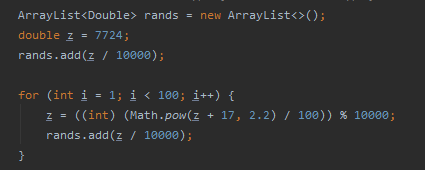 ArrayList<Double> rands = new ArrayList<>();
double z = 7724;
rands.add(z / 10000);
for (int i = 1; i < 100; i++) {
z = ((int) (Math.pow(z + 17, 2.2) / 100)) % 10000;
rands.add(z / 10000);
}